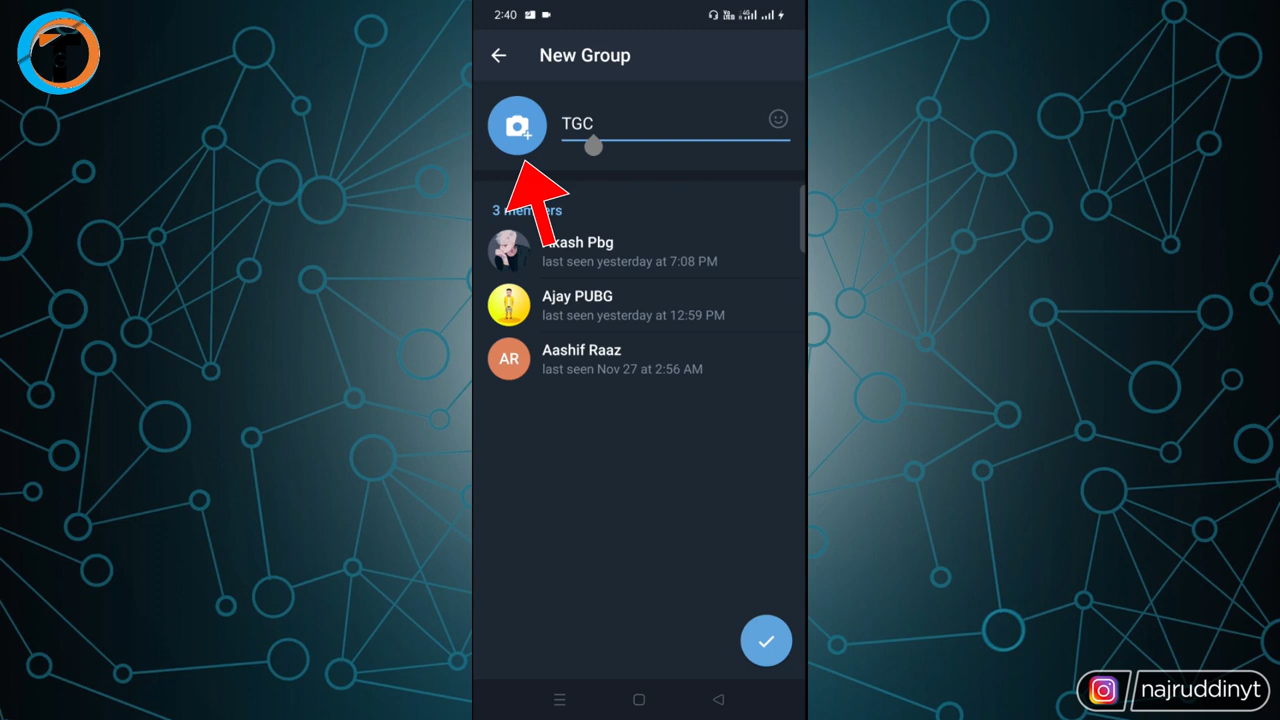 2:40
New Group
TGC
3 members
Akash Pbg
last seen yesterday at 7:08 PM
Ajay PUBG
last seen yesterday at 12:59 PM
AR
Aashif Raaz
last seen Nov 27 at 2:56 AM
najruddinyt